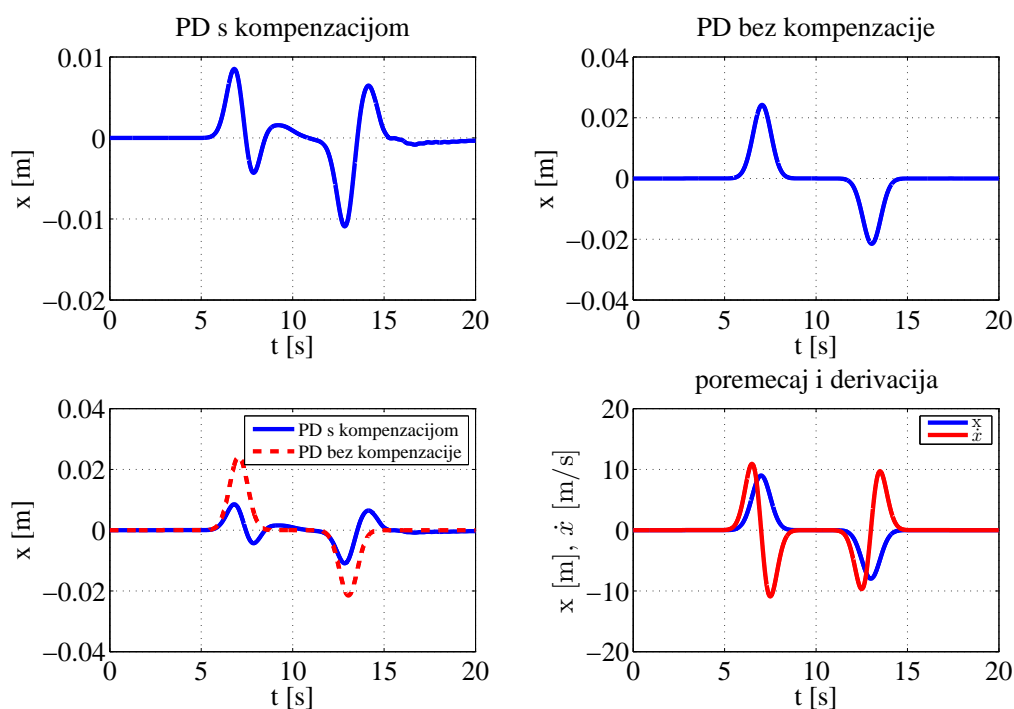 PD s kompenzacijom
0.01
0
−0.01
−0.02
x [m]
0 5 10 15 20
t [s]
PD bez kompenzacije
0.04
0.02
0
−0.02
−0.04
x [m]
0 5 10 15 20
t [s]
0.04
0.02
0
−0.02
−0.04
x [m]
PD s kompenzacijom
PD bez kompenzacije
0 5 10 15 20
t [s]
poremecaj i derivacija
20
10
0
−10
−20
x [m], ẋ [m/s]
x
ẋ
0 5 10 15 20
t [s]